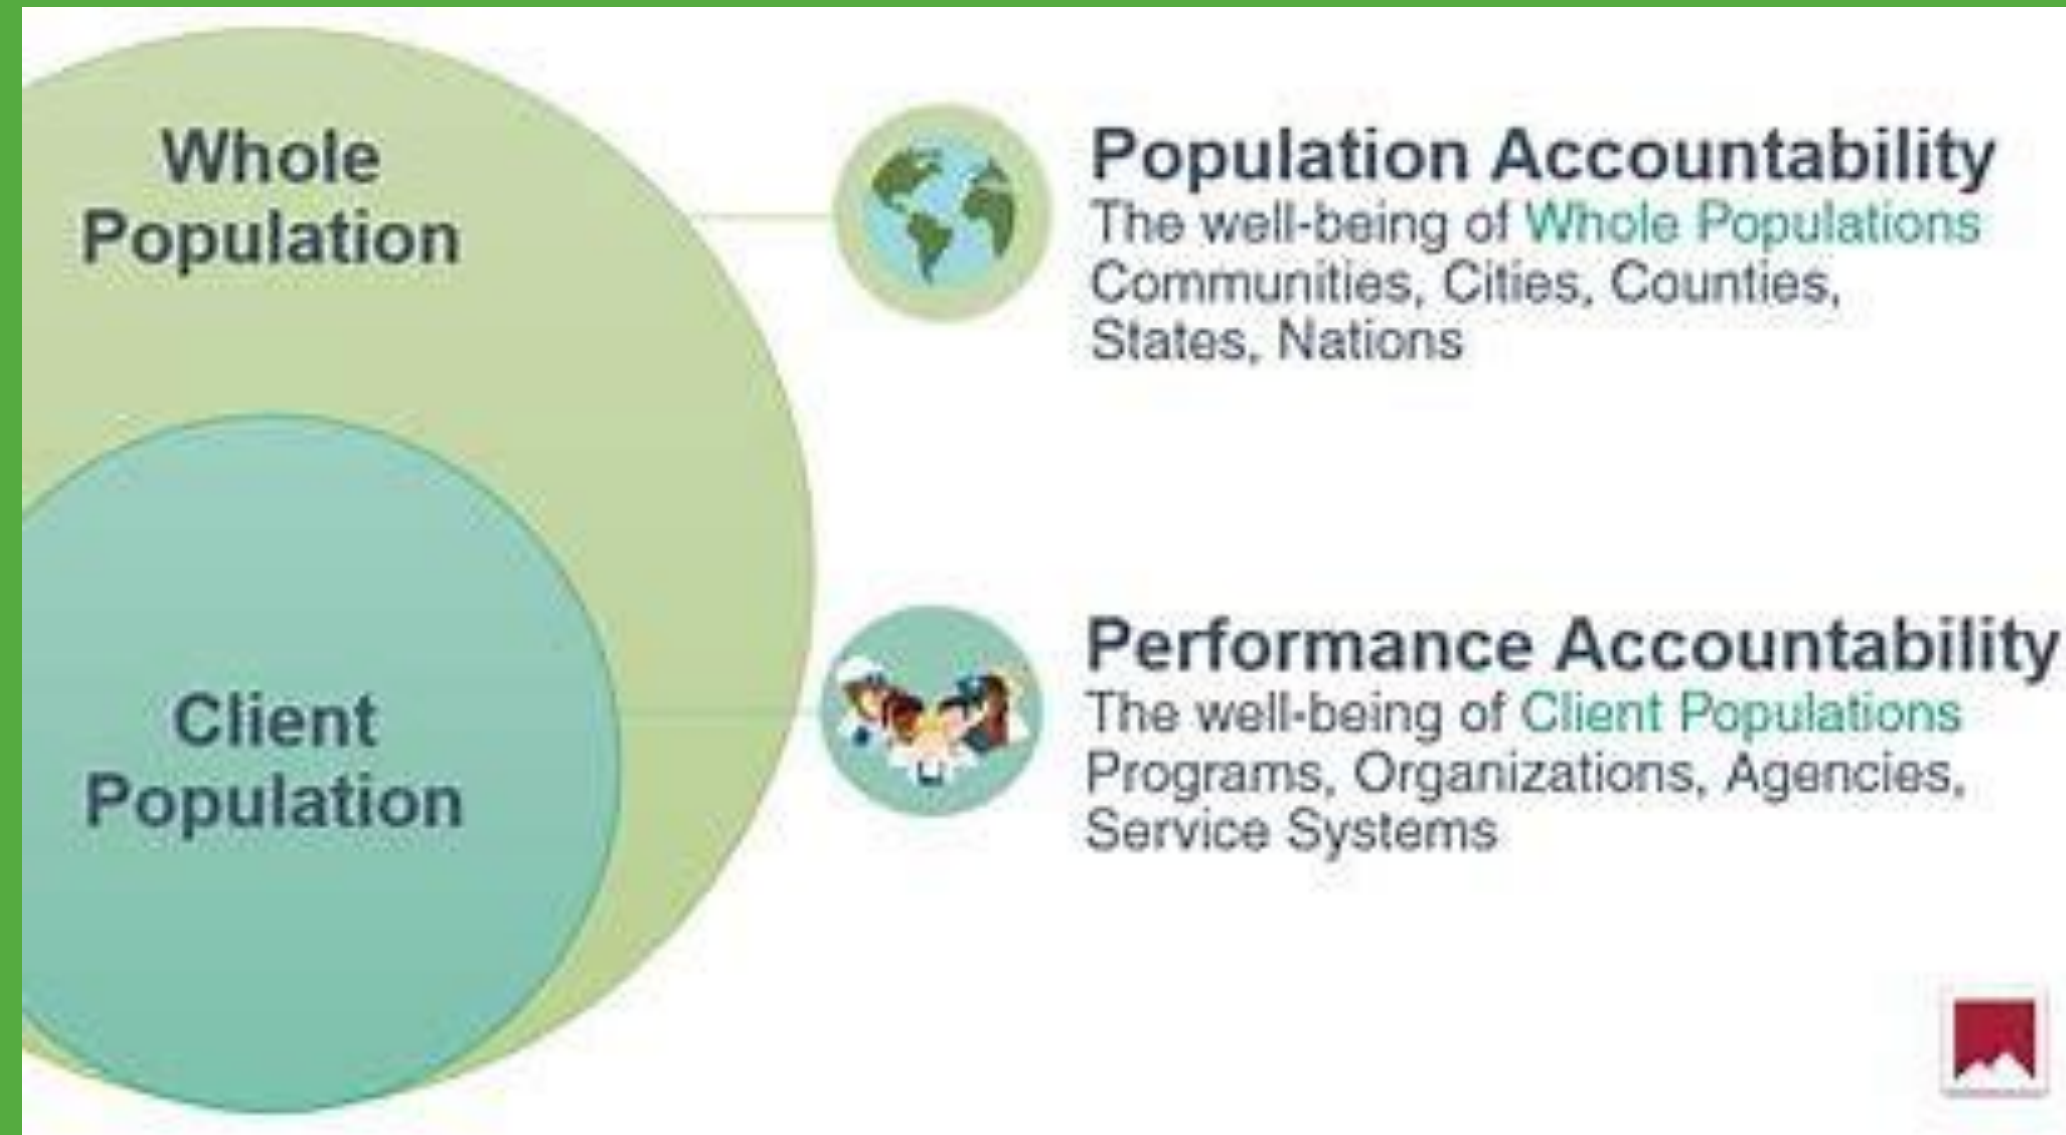 Whole
Population
Population Accountability
The well-being of Whole Populations
Communities, Cities, Counties,
States, Nations
Client
Population
Performance Accountability
The well-being of Client Populations
Programs, Organizations, Agencies,
Service Systems